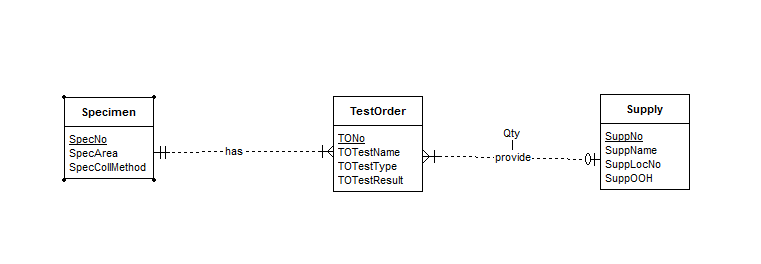 Specimen
SpecNo
SpecArea
SpecCollMethod
has
TestOrder
TONo
TOTestName
TOTestType
TOTestResult
Qty
provide
Supply
SuppNo
SuppName
SuppLocNo
SuppOOH